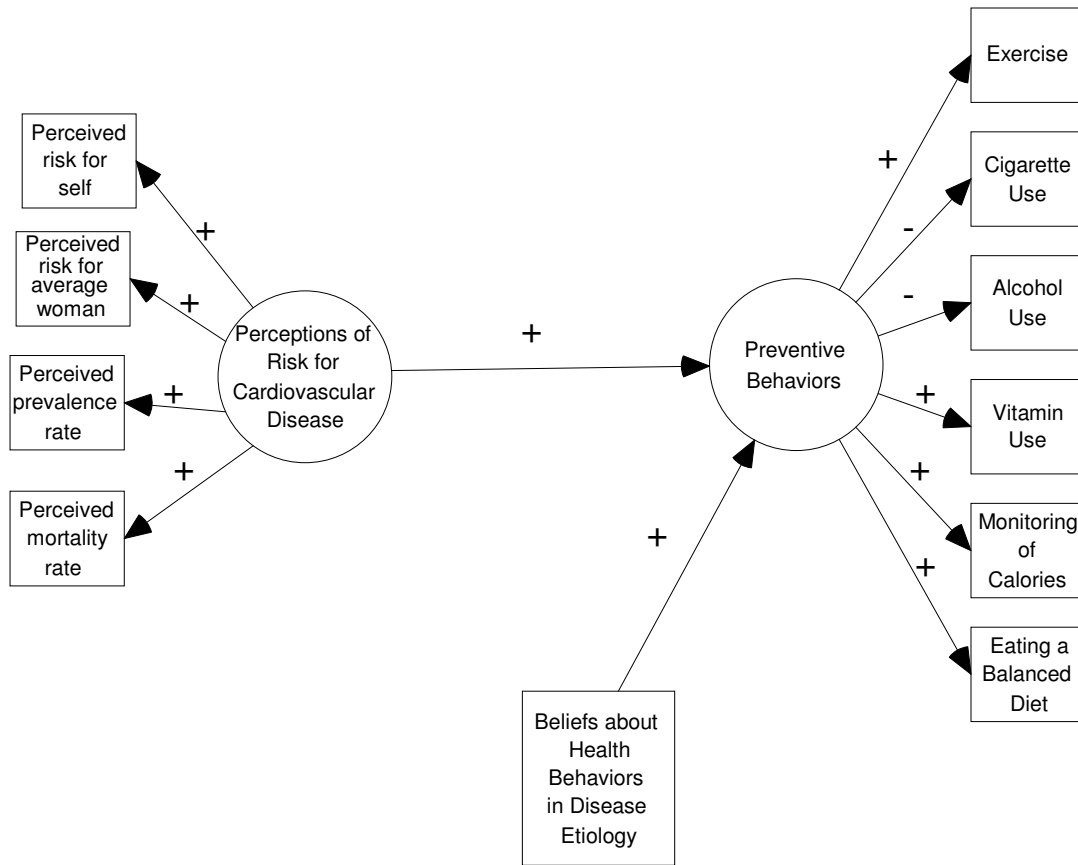 Perceived
risk for
self
Perceived
risk for
average
woman
Perceived
prevalence
rate
Perceived
mortality
rate
+
+
+
+
Perceptions of
Risk for
Cardiovascular
Disease
+
Preventive
Behaviors
+
Beliefs about
Health
Behaviors
in Disease
Etiology
+
-
-
+
+
+
Exercise
Cigarette
Use
Alcohol
Use
Vitamin
Use
Monitoring
of
Calories
Eating a
Balanced
Diet